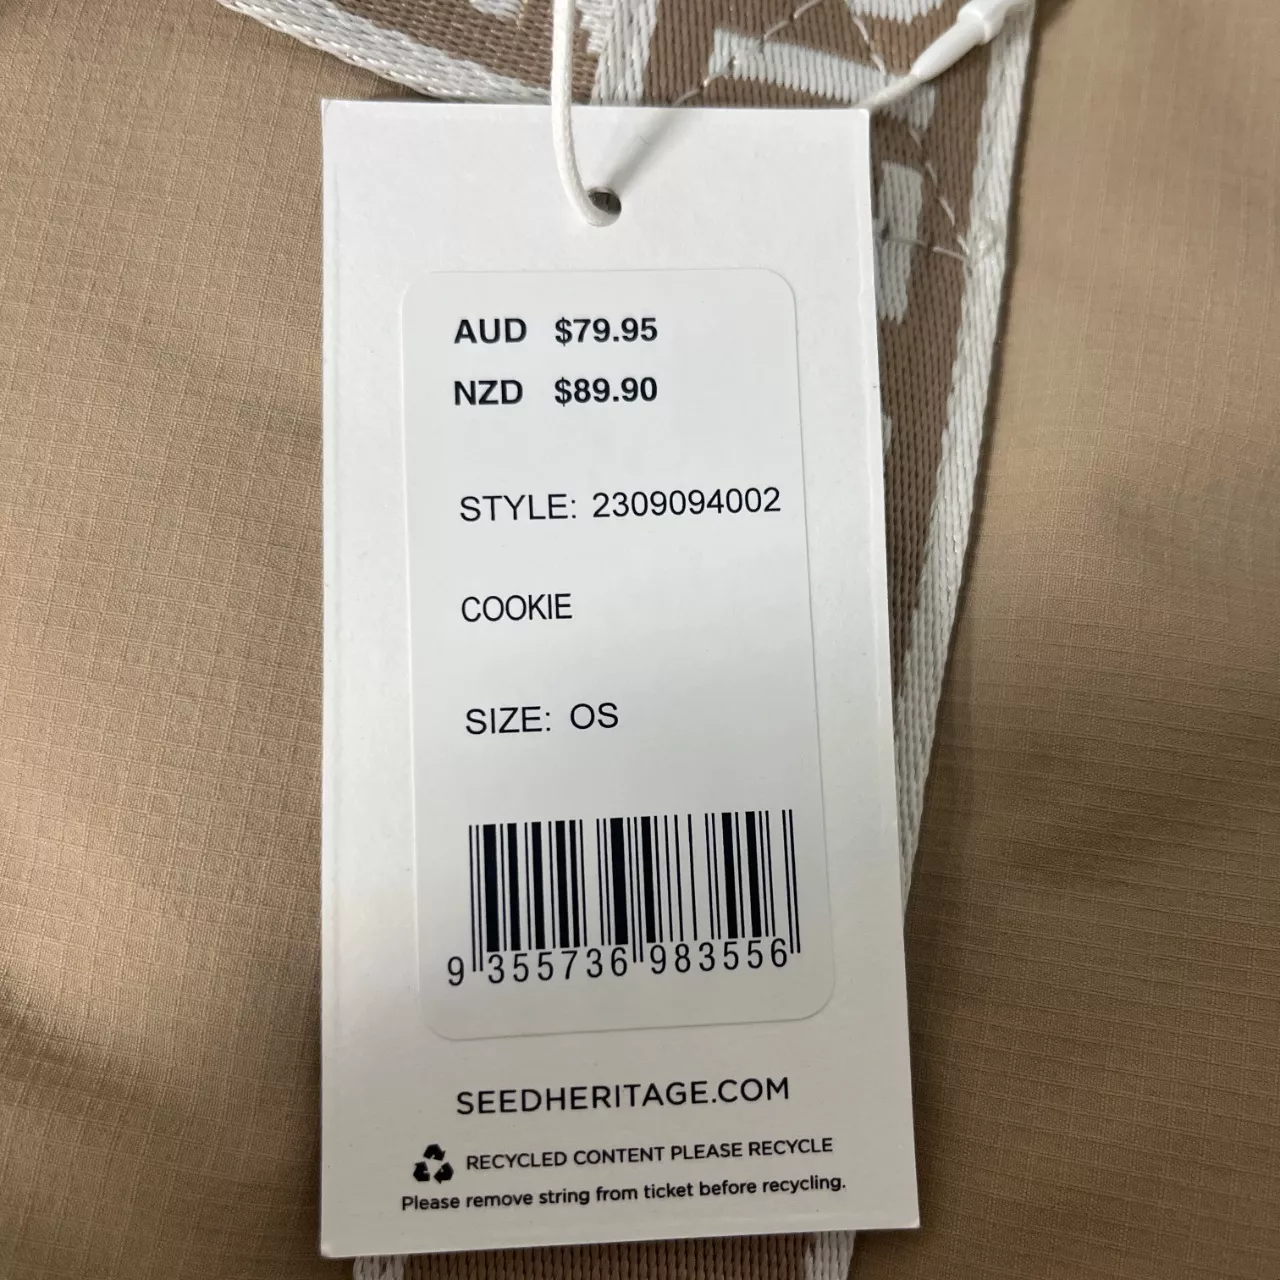 AUD $79.95
NZD $89.90
STYLE: 2309094002
COOKIE
SIZE: OS
9 355736 983556
SEEDHERITAGE.COM
RECYCLED CONTENT PLEASE RECYCLE
Please remove string from ticket before recycling.